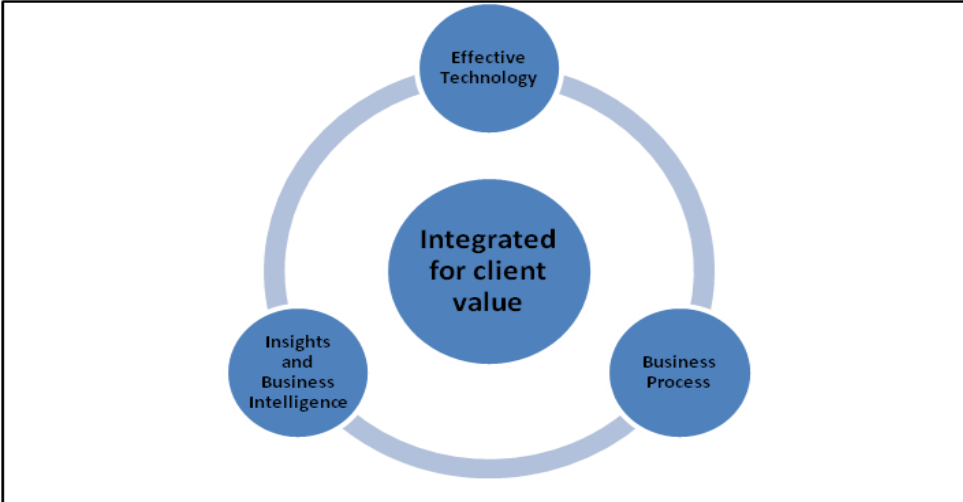 Effective
Technology
Integrated
for client
value
Insights
and
Business
Intelligence
Business
Process